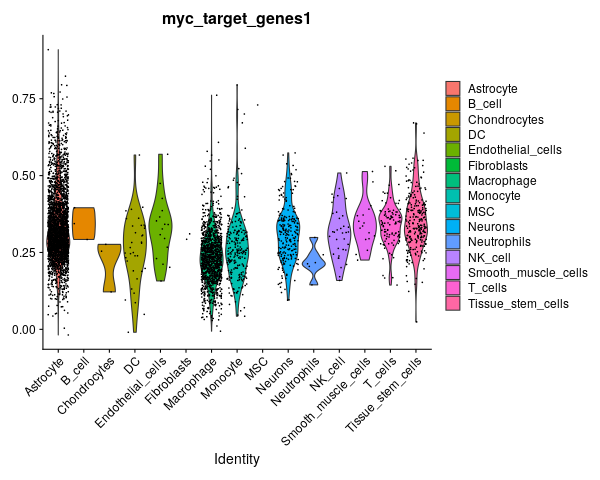 myc_target_genes1
0.75
0.50
0.25
0.00
Astrocyte
B_cell
Chondrocytes
DC
Endothelial_cells
Fibroblasts
Macrophage
Monocyte
MSC
Neurons
Neutrophils
NK_cell
Smooth_muscle_cells
T_cells
Tissue_stem_cells
Identity
Astrocyte
B_cell
Chondrocytes
DC
Endothelial_cells
Fibroblasts
Macrophage
Monocyte
MSC
Neurons
Neutrophils
NK_cell
Smooth_muscle_cells
T_cells
Tissue_stem_cells